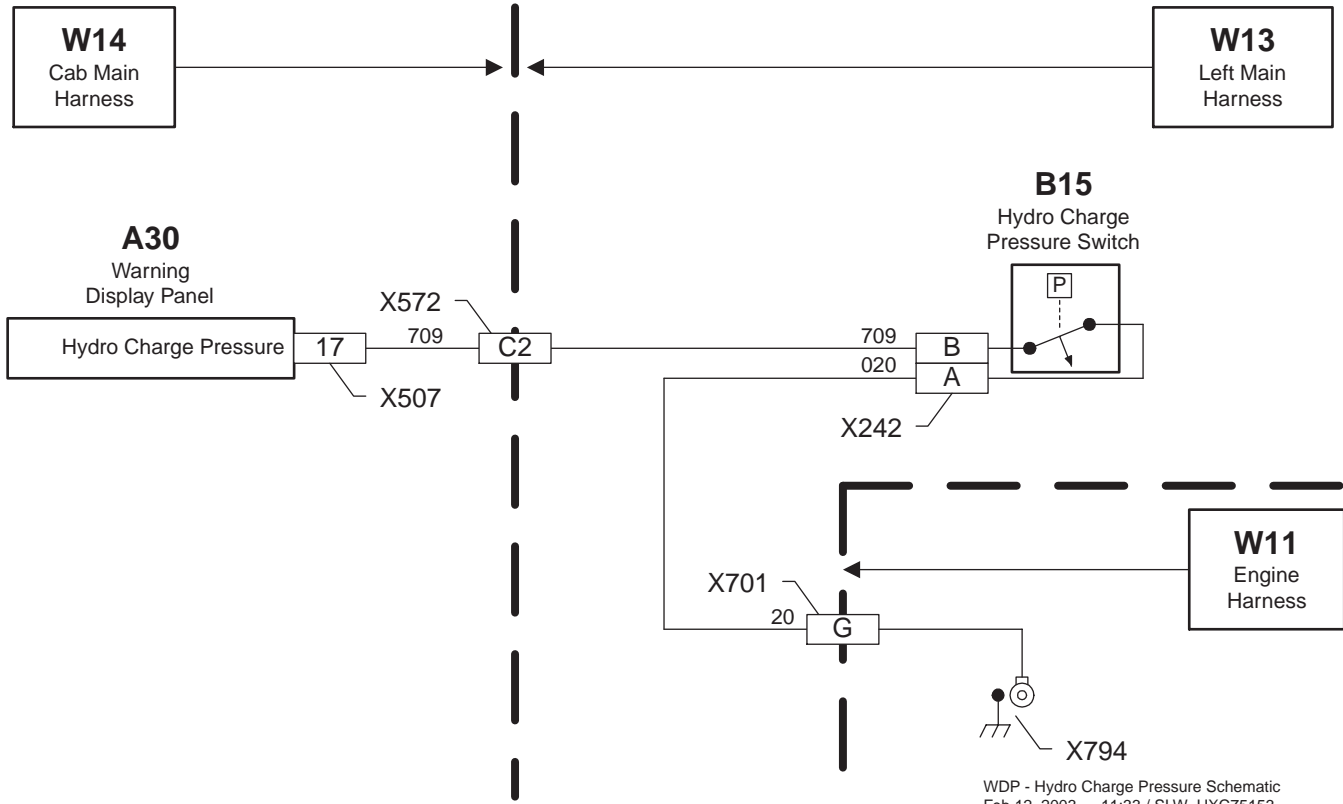 W14
Cab Main
Harness
W13
Left Main
Harness
B15
Hydro Charge
Pressure Switch
P
A30
Warning
Display Panel
X572
Hydro Charge Pressure
17
709
C2
709
B
020
A
X507
X242
W11
Engine
Harness
X701
20
G
X794
WDP - Hydro Charge Pressure Schematic